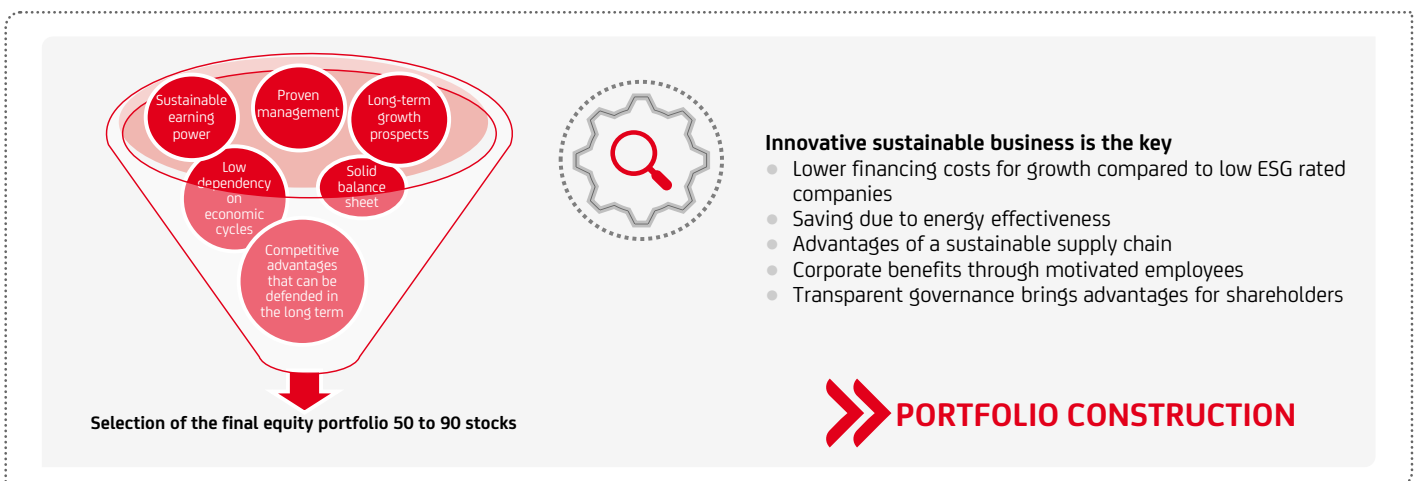 Sustainable
earning
power
Proven
management
Long-term
growth
prospects
Low
dependency
on
economic
cycles
Solid
balance
sheet
Competitive
advantages
that can be
defended in
the long term
Selection of the final equity portfolio 50 to 90 stocks
Innovative sustainable business is the key
Lower financing costs for growth compared to low ESG rated
companies
Saving due to energy effectiveness
Advantages of a sustainable supply chain
Corporate benefits through motivated employees
Transparent governance brings advantages for shareholders
PORTFOLIO CONSTRUCTION